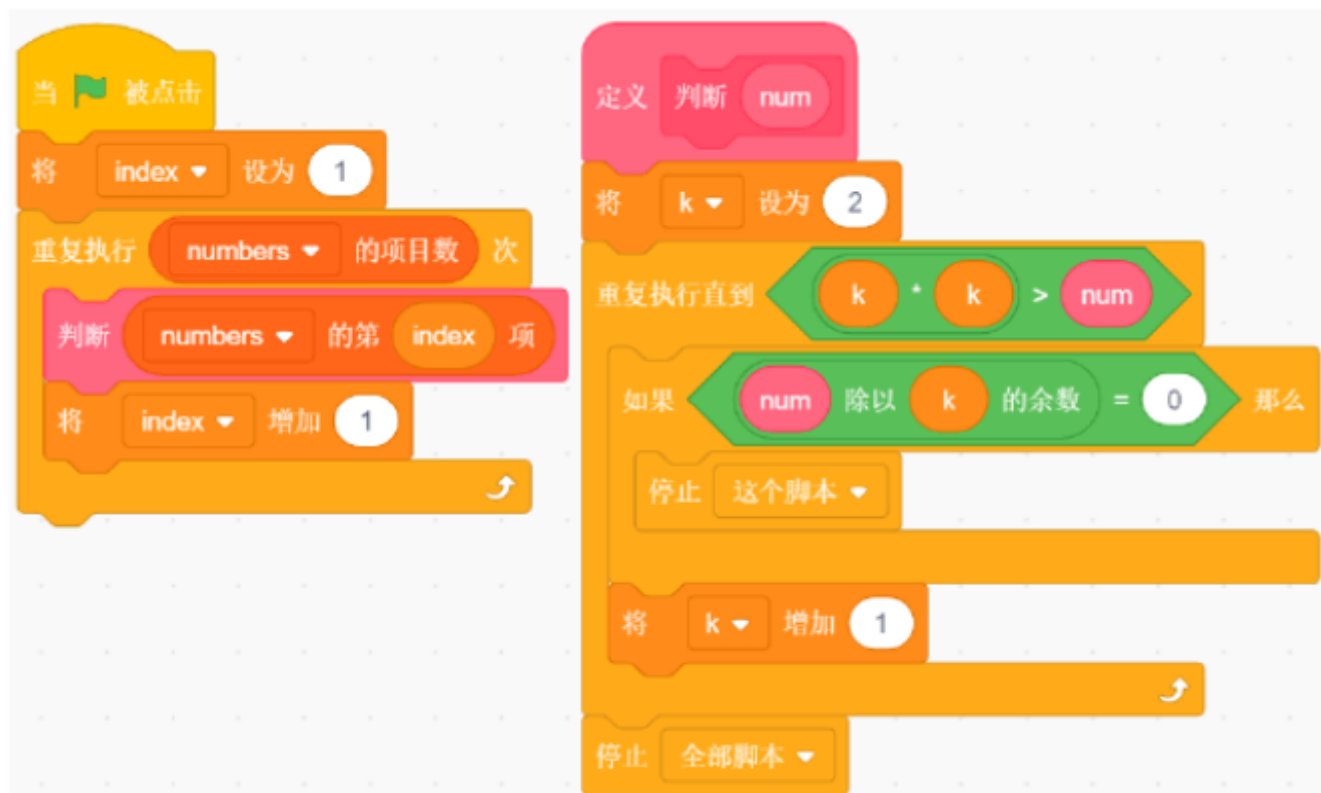 当 被点击
将 index 设为 1
重复执行 numbers 的项目数 次
判断 numbers 的第 index 项
将 index 增加 1
定义 判断 num
将 k 设为 2
重复执行直到 k * k > num
如果 num 除以 k 的余数 = 0 那么
停止 这个脚本
将 k 增加 1
停止 全部脚本